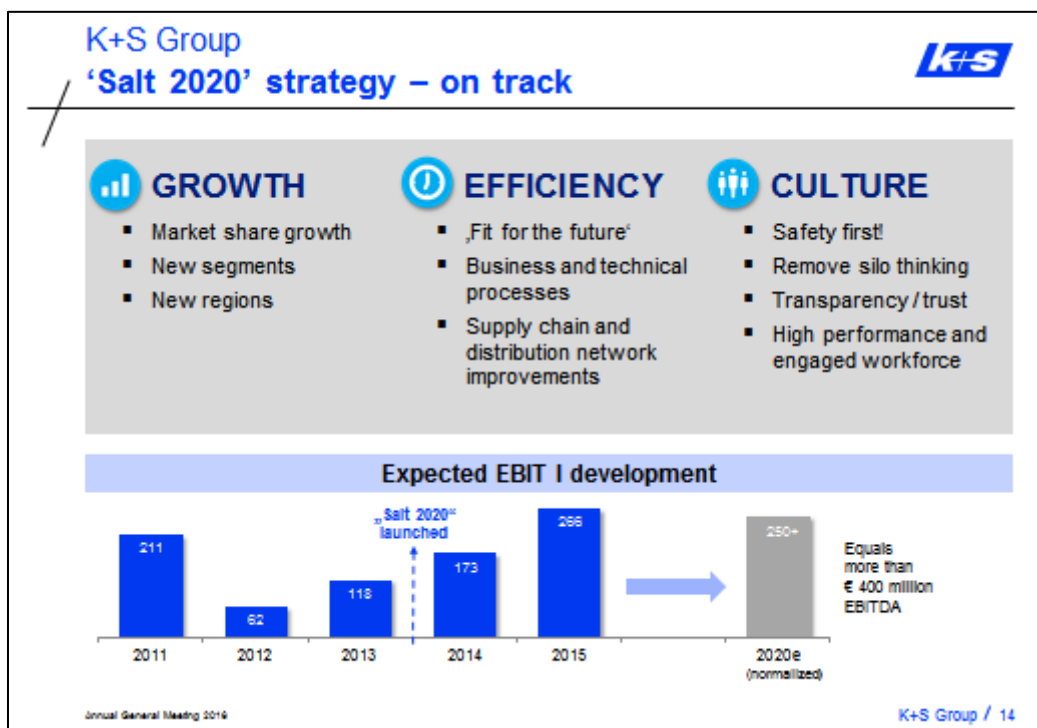 K+S Group
‘Salt 2020’ strategy – on track
k+s
GROWTH
▪ Market share growth
▪ New segments
▪ New regions
EFFICIENCY
▪ ‚Fit for the future‘
▪ Business and technical
processes
▪ Supply chain and
distribution network
improvements
CULTURE
▪ Safety first!
▪ Remove silo thinking
▪ Transparency / trust
▪ High performance and
engaged workforce
Expected EBIT I development
„Salt 2020“
launched
211
62
118
173
266
250+
Equals
more than
€ 400 million
EBITDA
2011
2012
2013
2014
2015
2020e
(normalized)
Annual General Meeting 2016
K+S Group / 14